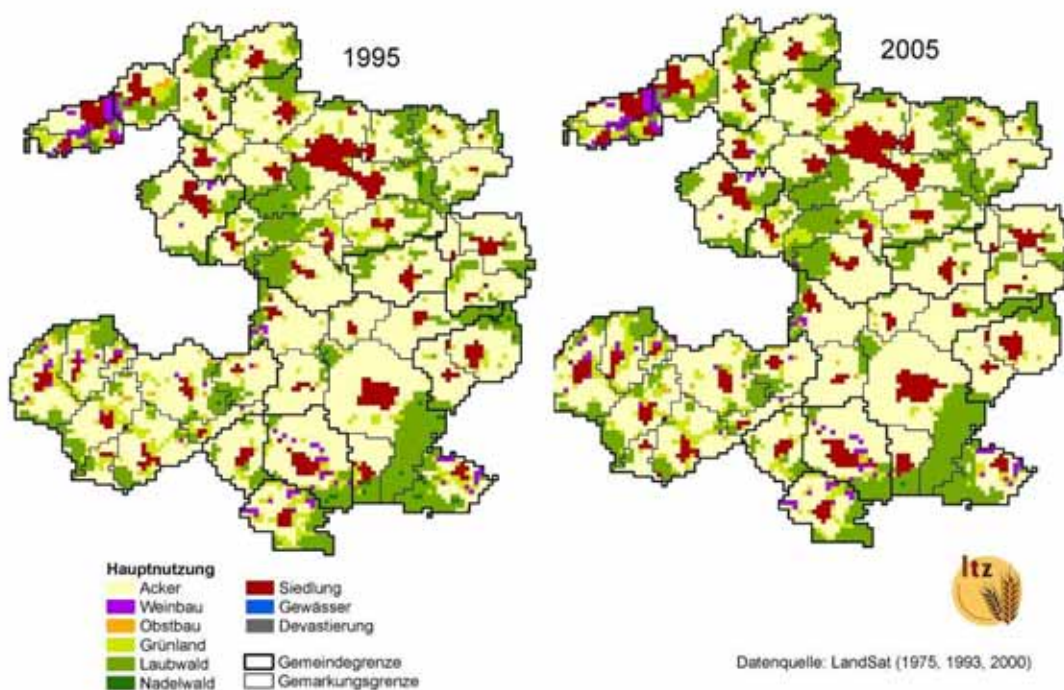 1995
2005
Hauptnutzung
Acker
Weinbau
Obstbau
Grünland
Laubwald
Nadelwald
Siedlung
Gewässer
Devastierung
Gemeindegrenze
Gemarkungsgrenze
ltz
Datenquelle: LandSat (1975, 1993, 2000)